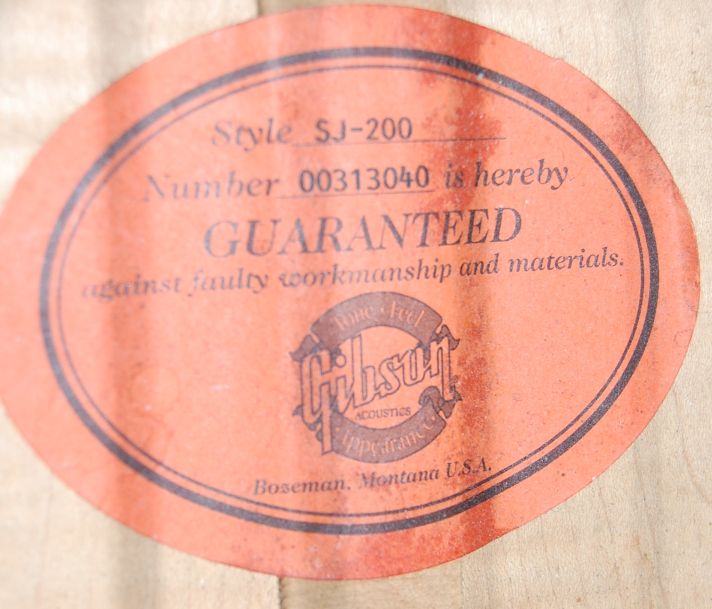 Style SJ-200
Number 00313040 is hereby
GUARANTEED
against faulty workmanship and materials.
Tone Feel
Gibson
ACOUSTICS
Appearance
Bozeman, Montana U.S.A.